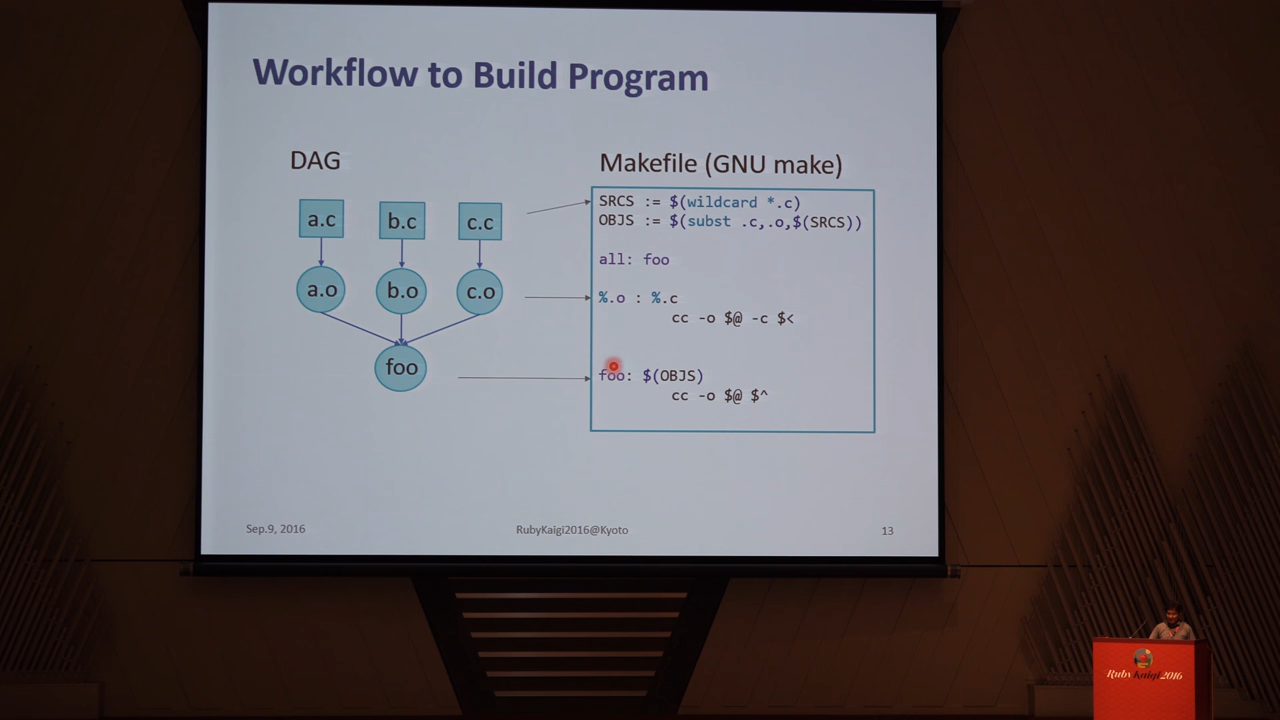 Workflow to Build Program
DAG
a.c b.c c.c
a.o b.o c.o
foo
Makefile (GNU make)
SRCS := $(wildcard *.c)
OBJS := $(subst .c,.o,$(SRCS))
all: foo
%.o : %.c
cc -o $@ -c $<
foo: $(OBJS)
cc -o $@ $^
Sep.9, 2016
RubyKaigi2016@Kyoto
13
RubyKaigi2016